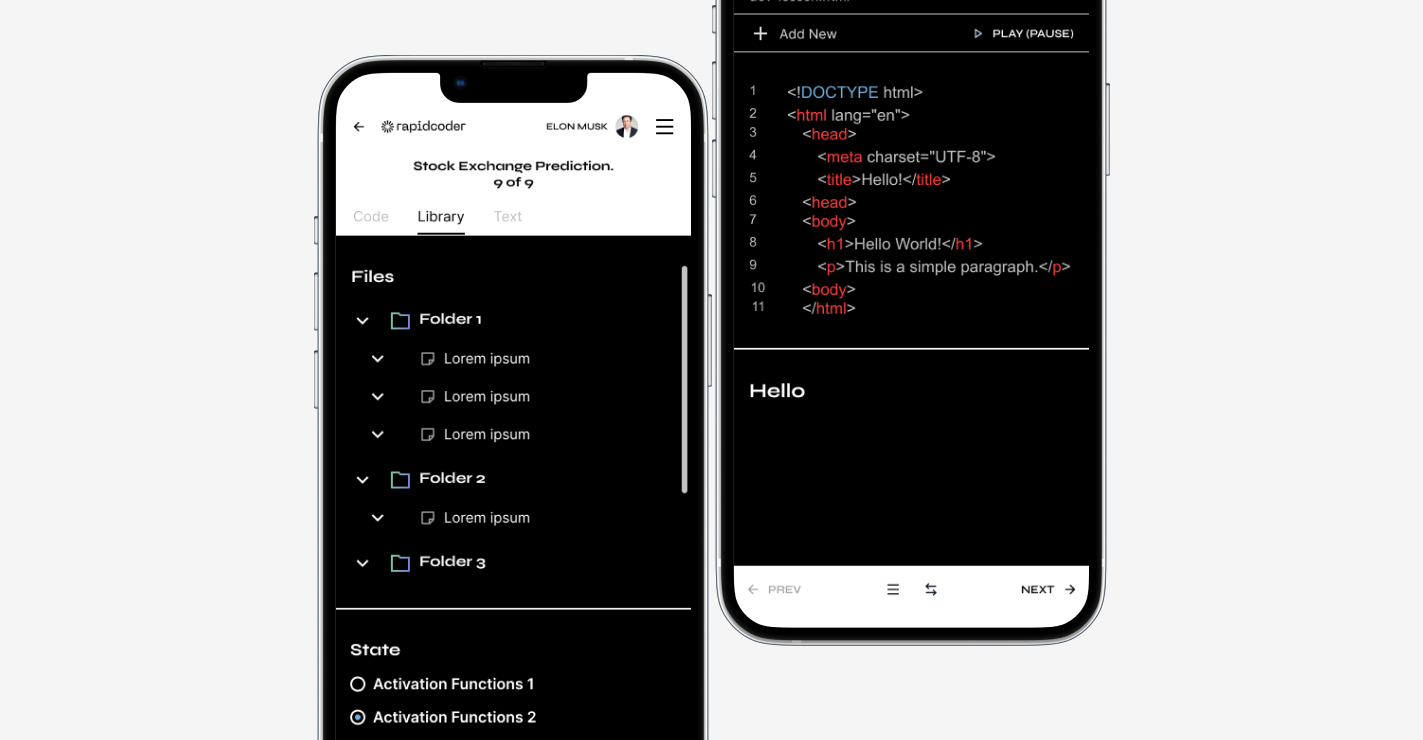 rapidcoder
ELON MUSK
Stock Exchange Prediction.
9 of 9
Code Library Text
Files
Folder 1
Lorem ipsum
Lorem ipsum
Lorem ipsum
Folder 2
Lorem ipsum
Folder 3
State
Activation Functions 1
Activation Functions 2
Add New PLAY (PAUSE)
1 <!DOCTYPE html>
2 <html lang="en">
3 <head>
4 <meta charset="UTF-8">
5 <title>Hello!</title>
6 <head>
7 <body>
8 <h1>Hello World!</h1>
9 <p>This is a simple paragraph.</p>
10 <body>
11 </html>
Hello
PREV NEXT